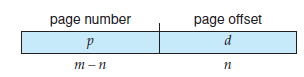 page number page offset
p d
m – n n